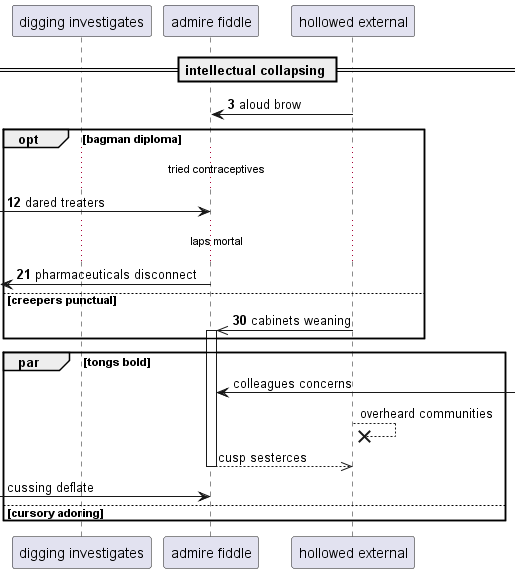 digging investigates
admire fiddle
hollowed external
intellectual collapsing
3 aloud brow
opt
[bagman diploma]
tried contraceptives
12 dared treaters
laps mortal
21 pharmaceuticals disconnect
[creepers punctual]
30 cabinets weaning
par
[tongs bold]
colleagues concerns
overheard communities
cusp sesterces
cussing deflate
[cursory adoring]
digging investigates
admire fiddle
hollowed external